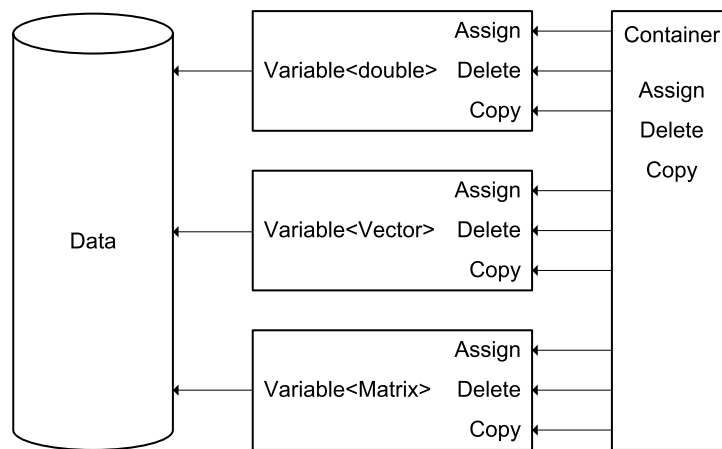 Data
Variable<double>
Assign
Delete
Copy
Variable<Vector>
Assign
Delete
Copy
Variable<Matrix>
Assign
Delete
Copy
Container
Assign
Delete
Copy